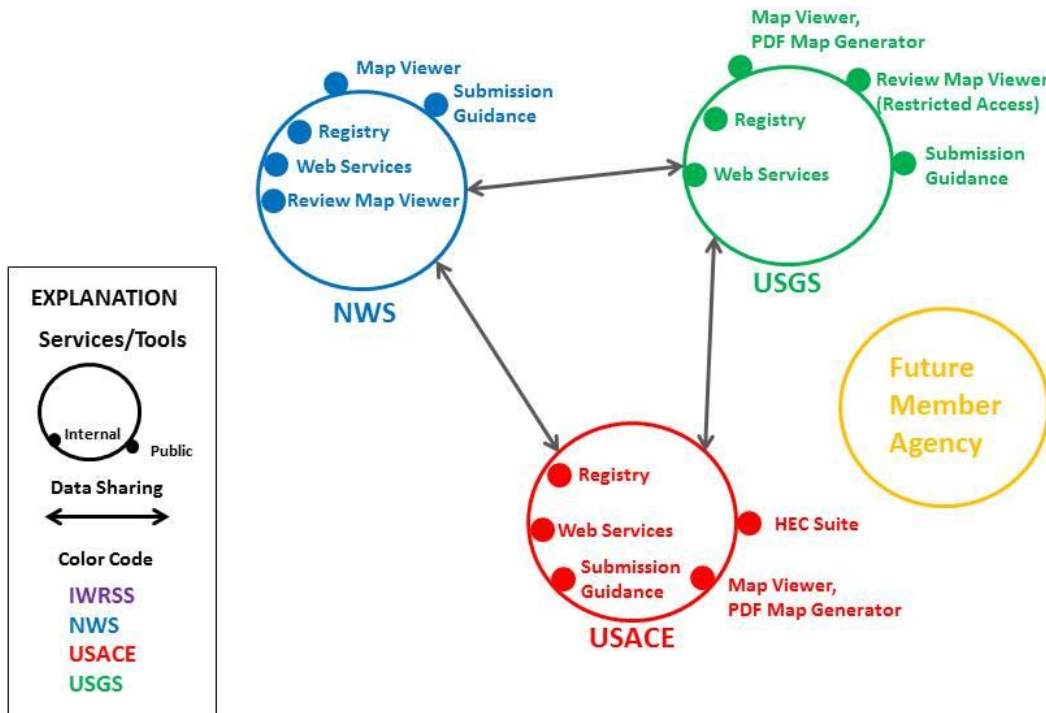 Map Viewer
Submission
Guidance
Registry
Web Services
Review Map Viewer
NWS
Map Viewer,
PDF Map Generator
Review Map Viewer
(Restricted Access)
Registry
Web Services
Submission
Guidance
USGS
Future
Member
Agency
Registry
Web Services
Submission
Guidance
HEC Suite
Map Viewer,
PDF Map Generator
USACE
EXPLANATION
Services/Tools
Internal
Public
Data Sharing
Color Code
IWRSS
NWS
USACE
USGS